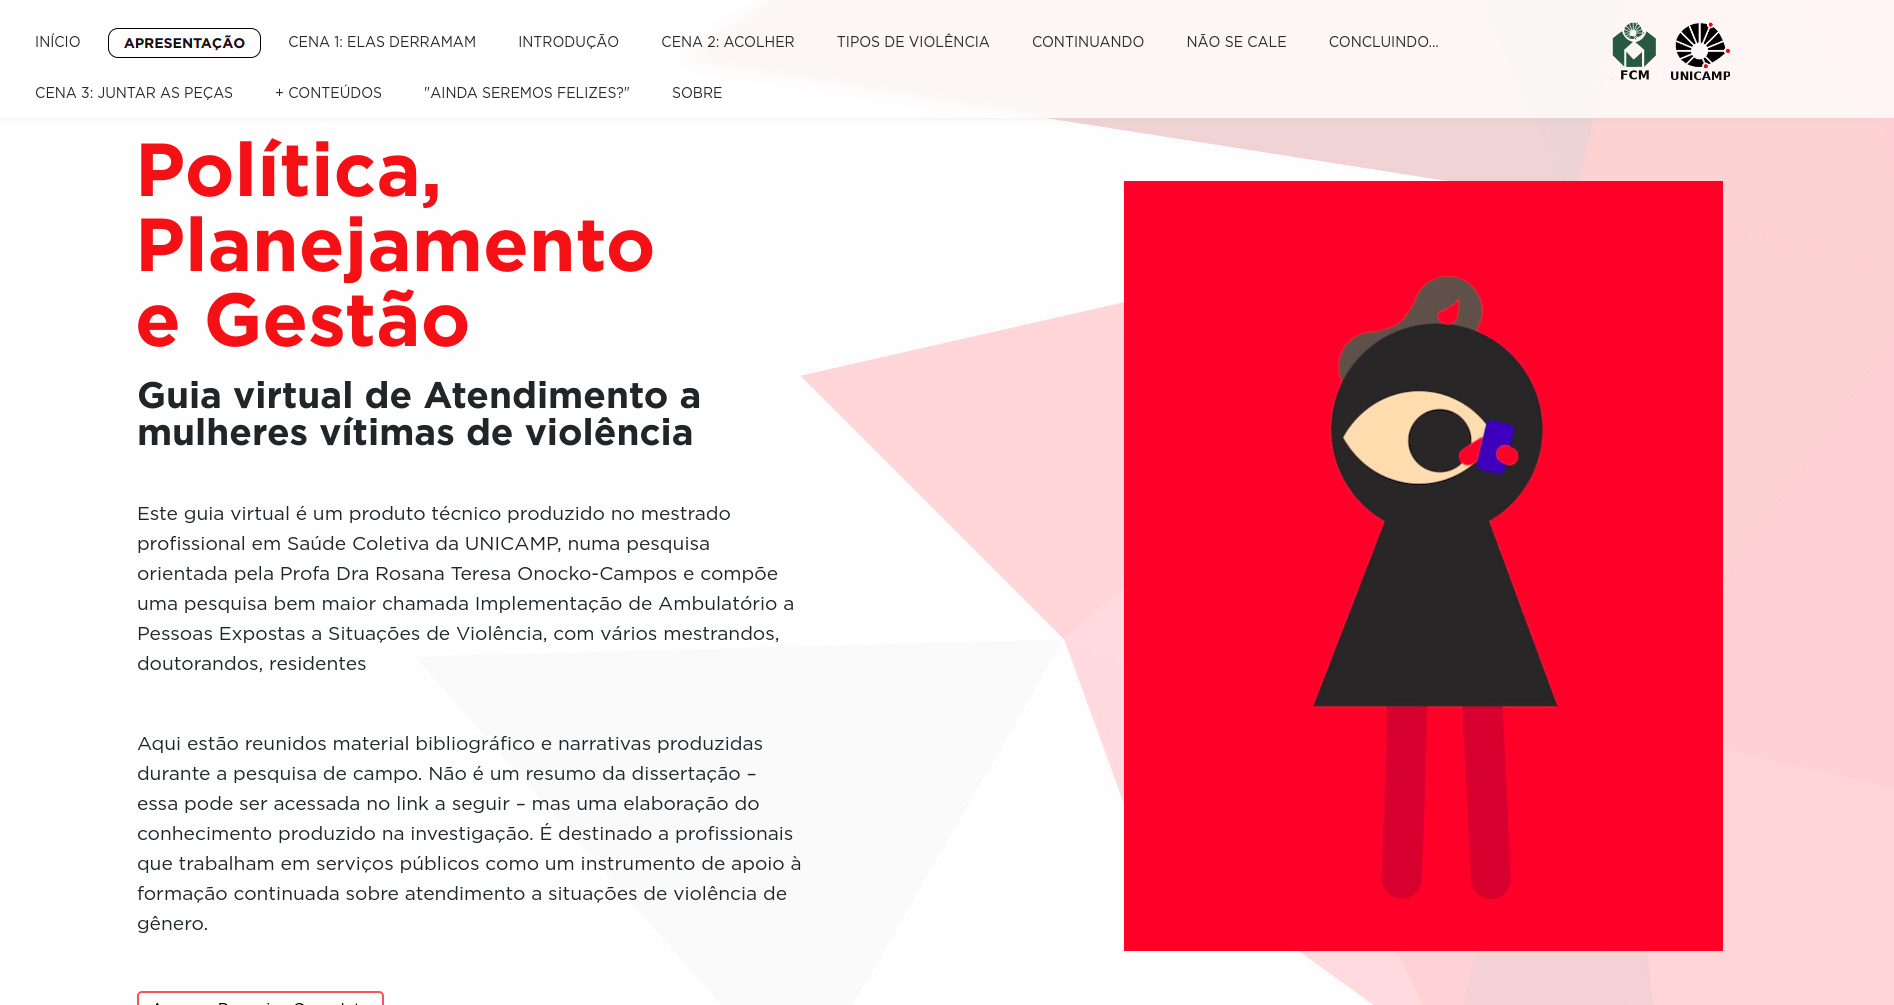 INÍCIO APRESENTAÇÃO CENA 1: ELAS DERRAMAM INTRODUÇÃO CENA 2: ACOLHER TIPOS DE VIOLÊNCIA CONTINUANDO NÃO SE CALE CONCLUINDO...
FCM UNICAMP
CENA 3: JUNTAR AS PEÇAS + CONTEÚDOS "AINDA SEREMOS FELIZES?" SOBRE
Política,
Planejamento
e Gestão
Guia virtual de Atendimento a
mulheres vítimas de violência
Este guia virtual é um produto técnico produzido no mestrado
profissional em Saúde Coletiva da UNICAMP, numa pesquisa
orientada pela Profa Dra Rosana Teresa Onocko-Campos e compõe
uma pesquisa bem maior chamada Implementação de Ambulatório a
Pessoas Expostas a Situações de Violência, com vários mestrandos,
doutorandos, residentes
Aqui estão reunidos material bibliográfico e narrativas produzidas
durante a pesquisa de campo. Não é um resumo da dissertação –
essa pode ser acessada no link a seguir – mas uma elaboração do
conhecimento produzido na investigação. É destinado a profissionais
que trabalham em serviços públicos como um instrumento de apoio à
formação continuada sobre atendimento a situações de violência de
gênero.